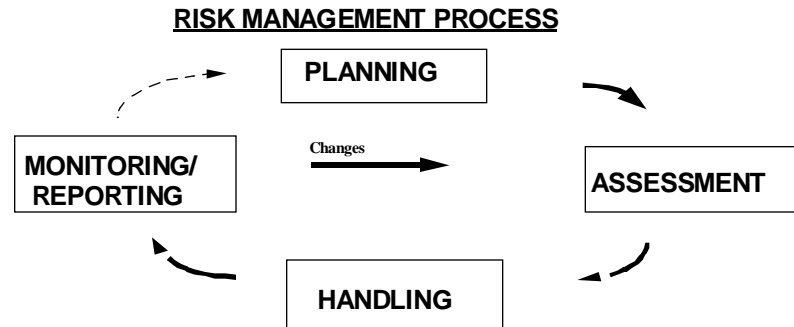 RISK MANAGEMENT PROCESS
PLANNING
Changes
MONITORING/
REPORTING
ASSESSMENT
HANDLING